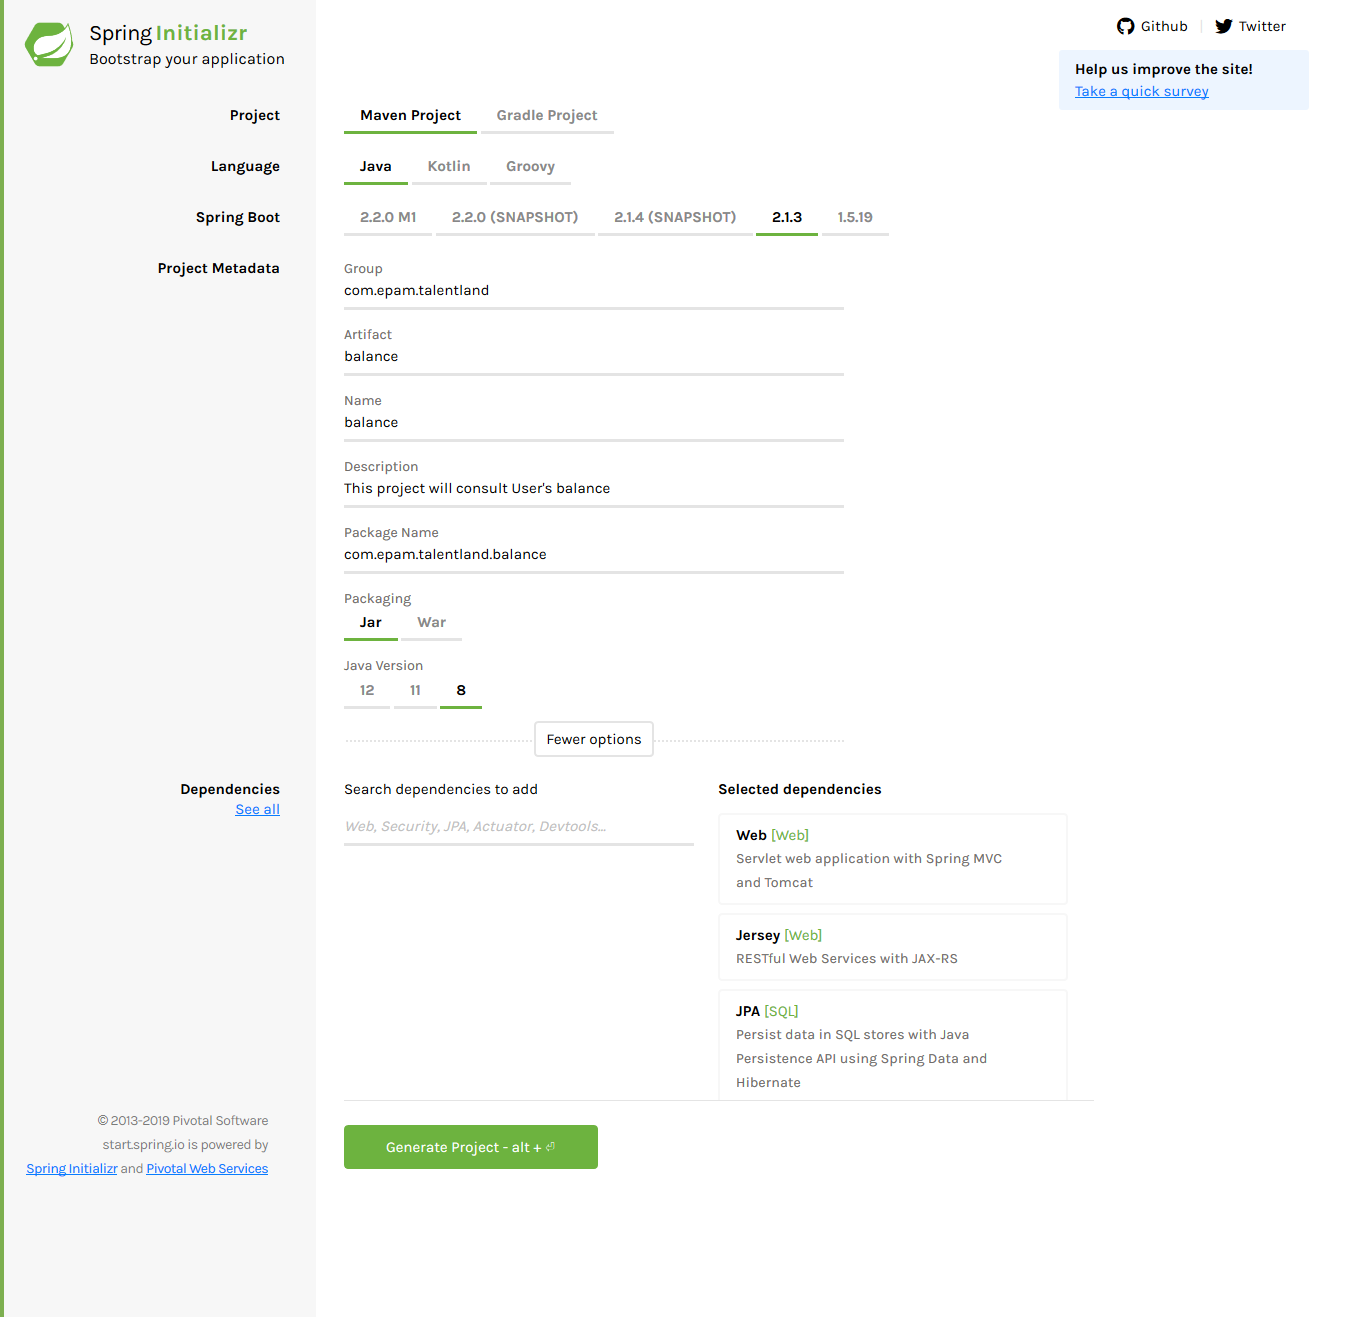 Spring Initializr
Bootstrap your application
Github
Twitter
Help us improve the site!
Take a quick survey
Project
Maven Project
Gradle Project
Language
Java
Kotlin
Groovy
Spring Boot
2.2.0 M1
2.2.0 (SNAPSHOT)
2.1.4 (SNAPSHOT)
2.1.3
1.5.19
Project Metadata
Group
com.epam.talentland
Artifact
balance
Name
balance
Description
This project will consult User's balance
Package Name
com.epam.talentland.balance
Packaging
Jar
War
Java Version
12
11
8
Fewer options
Dependencies
See all
Search dependencies to add
Web, Security, JPA, Actuator, Devtools...
Selected dependencies
Web [Web]
Servlet web application with Spring MVC
and Tomcat
Jersey [Web]
RESTful Web Services with JAX-RS
JPA [SQL]
Persist data in SQL stores with Java
Persistence API using Spring Data and
Hibernate
© 2013-2019 Pivotal Software
start.spring.io is powered by
Spring Initializr and Pivotal Web Services
Generate Project - alt + ⏎